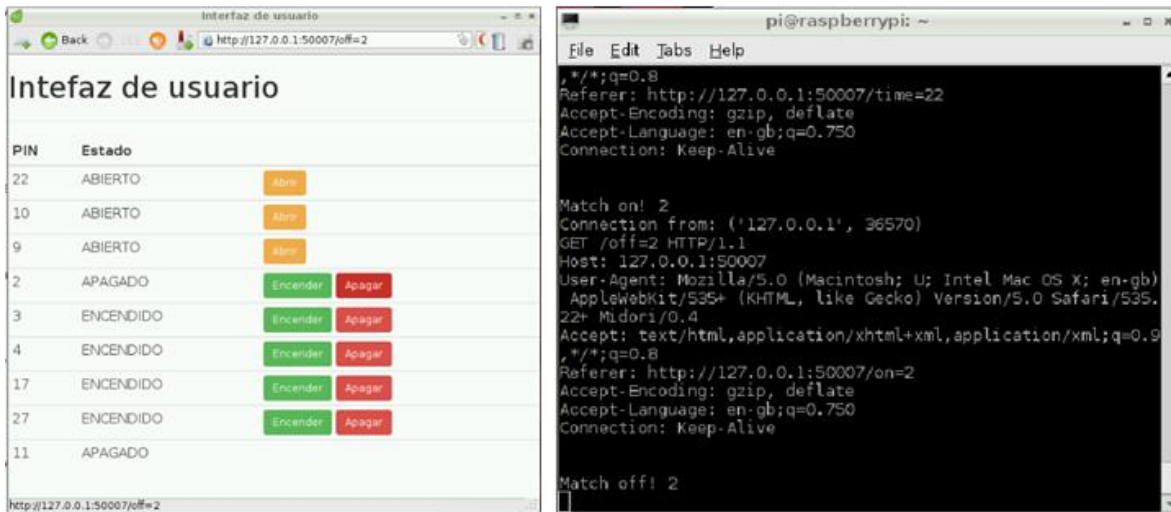 Interfaz de usuario
Back
http://127.0.0.1:50007/off=2
Intefaz de usuario
PIN Estado
22 ABIERTO Abrir
10 ABIERTO Abrir
9 ABIERTO Abrir
2 APAGADO Encender Apagar
3 ENCENDIDO Encender Apagar
4 ENCENDIDO Encender Apagar
17 ENCENDIDO Encender Apagar
27 ENCENDIDO Encender Apagar
11 APAGADO
http://127.0.0.1:50007/off=2
pi@raspberrypi: ~
File Edit Tabs Help
,*/*;q=0.8
Referer: http://127.0.0.1:50007/time=22
Accept-Encoding: gzip, deflate
Accept-Language: en-gb;q=0.750
Connection: Keep-Alive
Match on! 2
Connection from: ('127.0.0.1', 36570)
GET /off=2 HTTP/1.1
Host: 127.0.0.1:50007
User-Agent: Mozilla/5.0 (Macintosh; U; Intel Mac OS X; en-gb)
AppleWebKit/535+ (KHTML, like Gecko) Version/5.0 Safari/535.
22+ Midori/0.4
Accept: text/html,application/xhtml+xml,application/xml;q=0.9
,*/*;q=0.8
Referer: http://127.0.0.1:50007/on=2
Accept-Encoding: gzip, deflate
Accept-Language: en-gb;q=0.750
Connection: Keep-Alive
Match off! 2